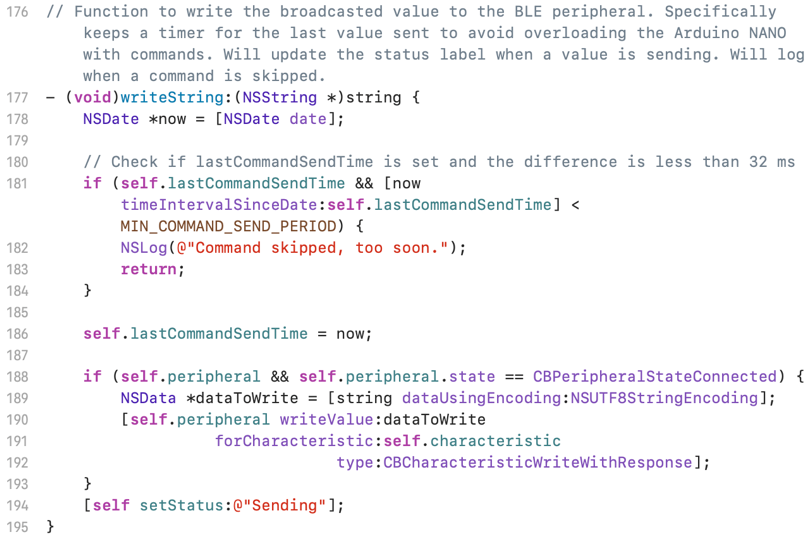 176 // Function to write the broadcasted value to the BLE peripheral. Specifically
keeps a timer for the last value sent to avoid overloading the Arduino NANO
with commands. Will update the status label when a value is sending. Will log
when a command is skipped.
177 - (void)writeString:(NSString *)string {
178 NSDate *now = [NSDate date];
179
180 // Check if lastCommandSendTime is set and the difference is less than 32 ms
181 if (self.lastCommandSendTime && [now
timeIntervalSinceDate:self.lastCommandSendTime] <
MIN_COMMAND_SEND_PERIOD) {
182 NSLog(@"Command skipped, too soon.");
183 return;
184 }
185
186 self.lastCommandSendTime = now;
187
188 if (self.peripheral && self.peripheral.state == CBPeripheralStateConnected) {
189 NSData *dataToWrite = [string dataUsingEncoding:NSUTF8StringEncoding];
190 [self.peripheral writeValue:dataToWrite
191 forCharacteristic:self.characteristic
192 type:CBCharacteristicWriteWithResponse];
193 }
194 [self setStatus:@"Sending"];
195 }